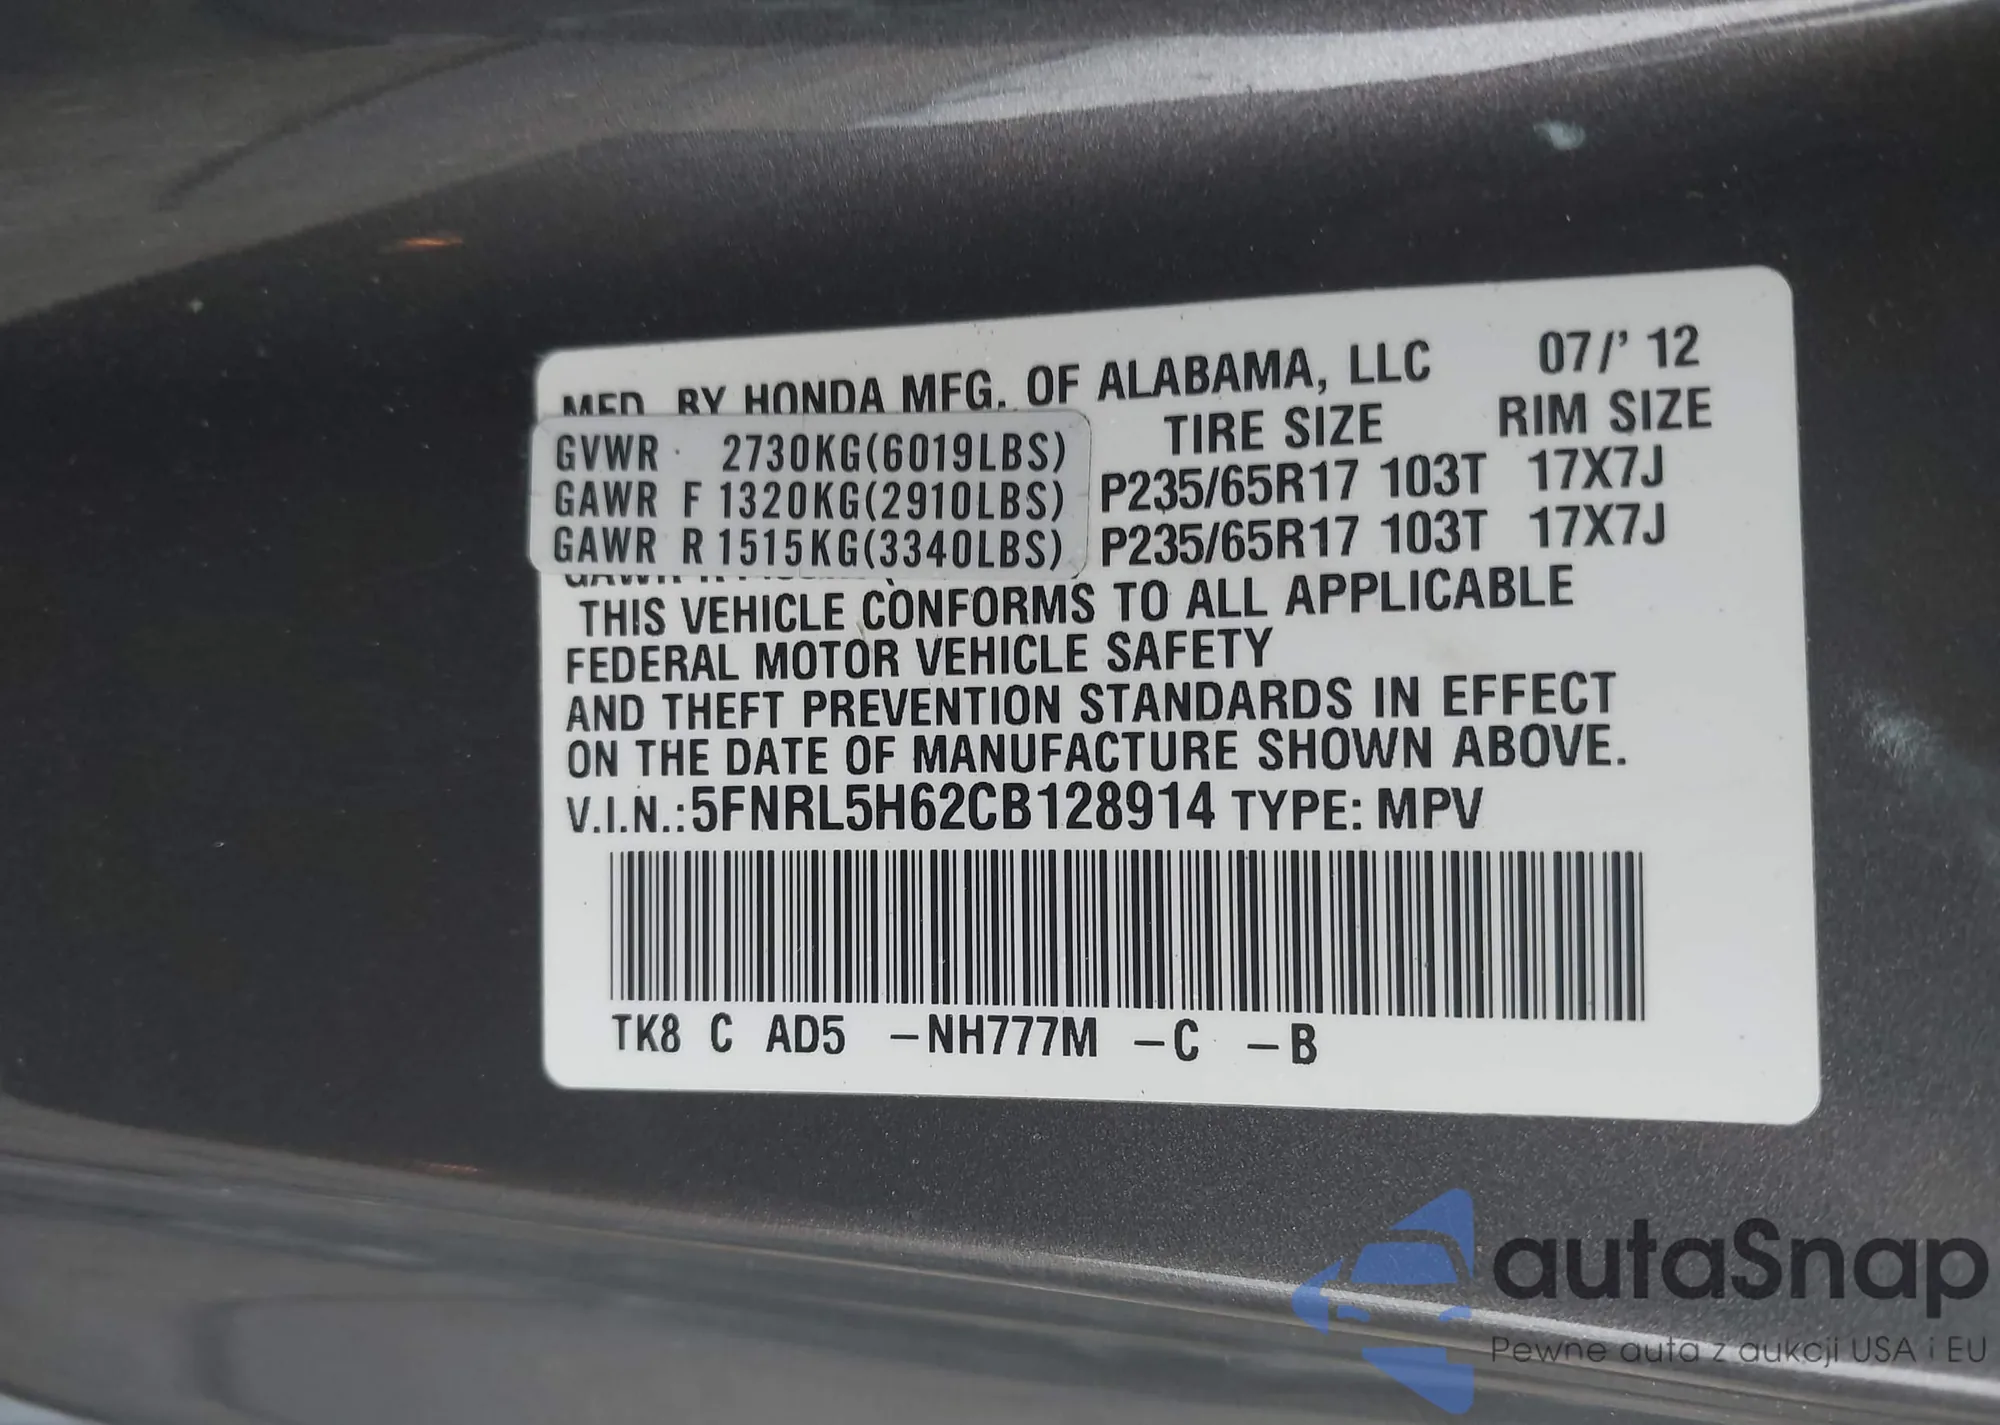 MFD. BY HONDA MFG. OF ALABAMA, LLC 07/' 12
TIRE SIZE RIM SIZE
GVWR 2730KG(6019LBS)
GAWR F 1320KG(2910LBS) P235/65R17 103T 17X7J
GAWR R 1515KG(3340LBS) P235/65R17 103T 17X7J
THIS VEHICLE CONFORMS TO ALL APPLICABLE
FEDERAL MOTOR VEHICLE SAFETY
AND THEFT PREVENTION STANDARDS IN EFFECT
ON THE DATE OF MANUFACTURE SHOWN ABOVE.
V.I.N.:5FNRL5H62CB128914 TYPE: MPV
TK8 C AD5 -NH777M -C -B
autaSnap
Pewne auta z aukcji USA i EU